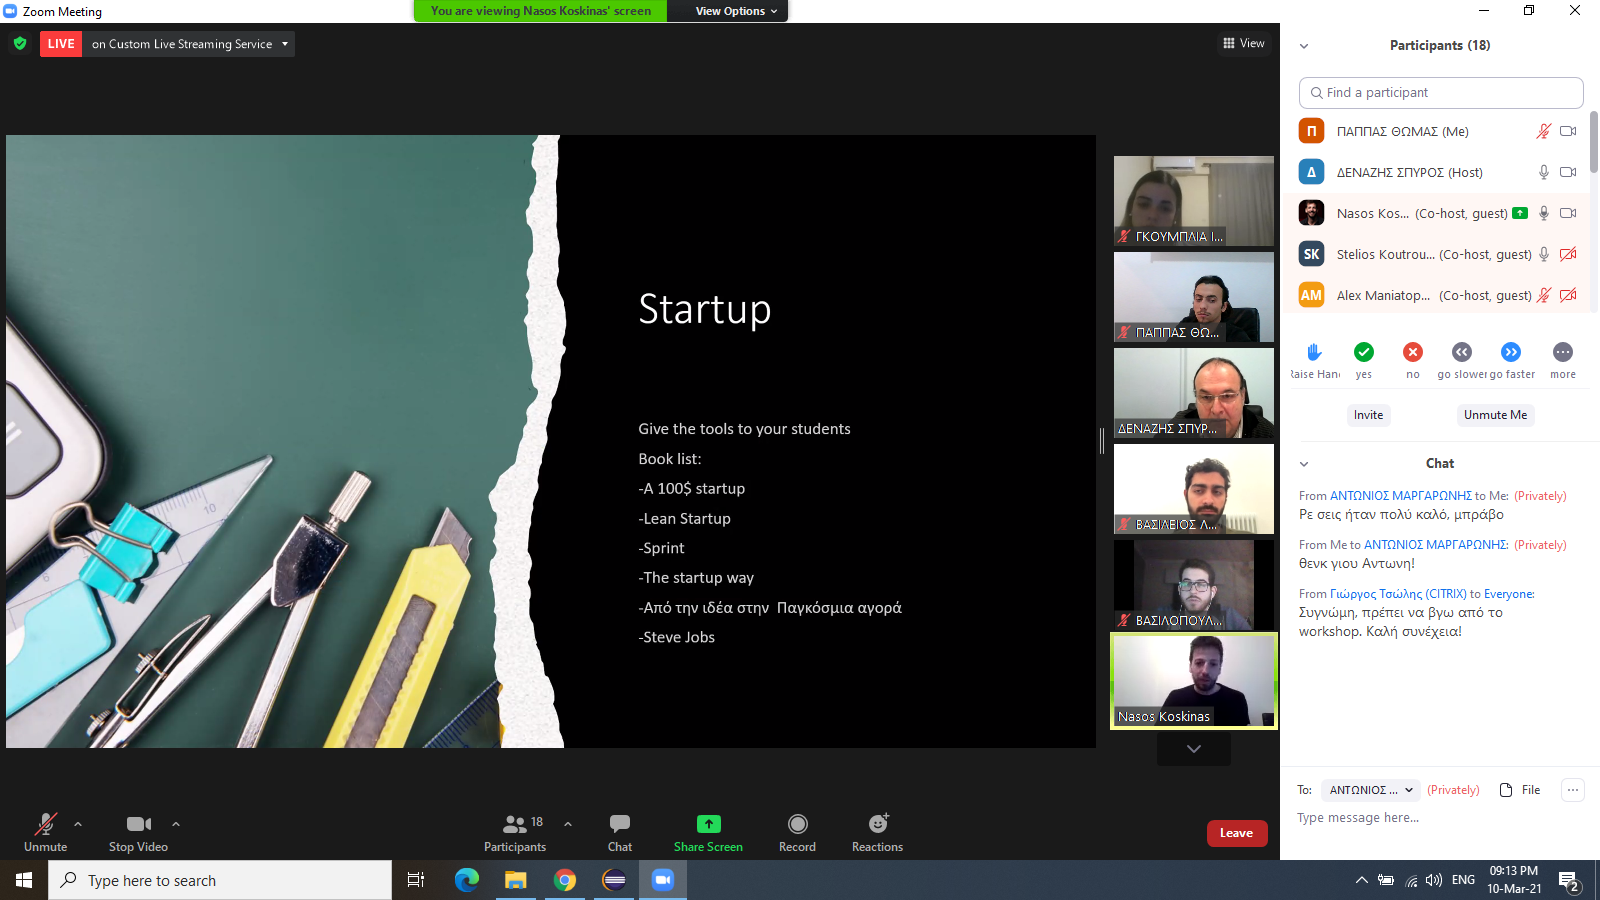 Zoom Meeting
You are viewing Nasos Koskinas' screen
View Options
LIVE
on Custom Live Streaming Service
View
Startup
Give the tools to your students
Book list:
-A 100$ startup
-Lean Startup
-Sprint
-The startup way
-Από την ιδέα στην  Παγκόσμια αγορά
-Steve Jobs
10
6
ΓΚΟΥΜΠΛΙΑ Ι...
ΠΑΠΠΑΣ ΘΩ...
ΔΕΝΑΖΗΣ ΣΠΥΡ...
ΒΑΣΙΛΕΙΟΣ Λ...
ΒΑΣΙΛΟΠΟΥΛ...
Nasos Koskinas
Participants (18)
Find a participant
Π ΠΑΠΠΑΣ ΘΩΜΑΣ (Me)
Δ ΔΕΝΑΖΗΣ ΣΠΥΡΟΣ (Host)
Nasos Kos... (Co-host, guest)
SK Stelios Koutrou... (Co-host, guest)
AM Alex Maniatop... (Co-host, guest)
Raise Han yes no go slower go faster more
Invite Unmute Me
Chat
From ΑΝΤΩΝΙΟΣ ΜΑΡΓΑΡΩΝΗΣ to Me: (Privately)
Ρε σεις ήταν πολύ καλό, μπράβο
From Me to ΑΝΤΩΝΙΟΣ ΜΑΡΓΑΡΩΝΗΣ: (Privately)
θενκ γιου Αντωνη!
From Γιώργος Τσώλης (CITRIX) to Everyone:
Συγνώμη, πρέπει να βγω από το
workshop. Καλή συνέχεια!
To: ΑΝΤΩΝΙΟΣ ... (Privately) File
Type message here...
Unmute Stop Video Participants 18 Chat Share Screen Record Reactions Leave
Type here to search
ENG
09:13 PM
10-Mar-21
2